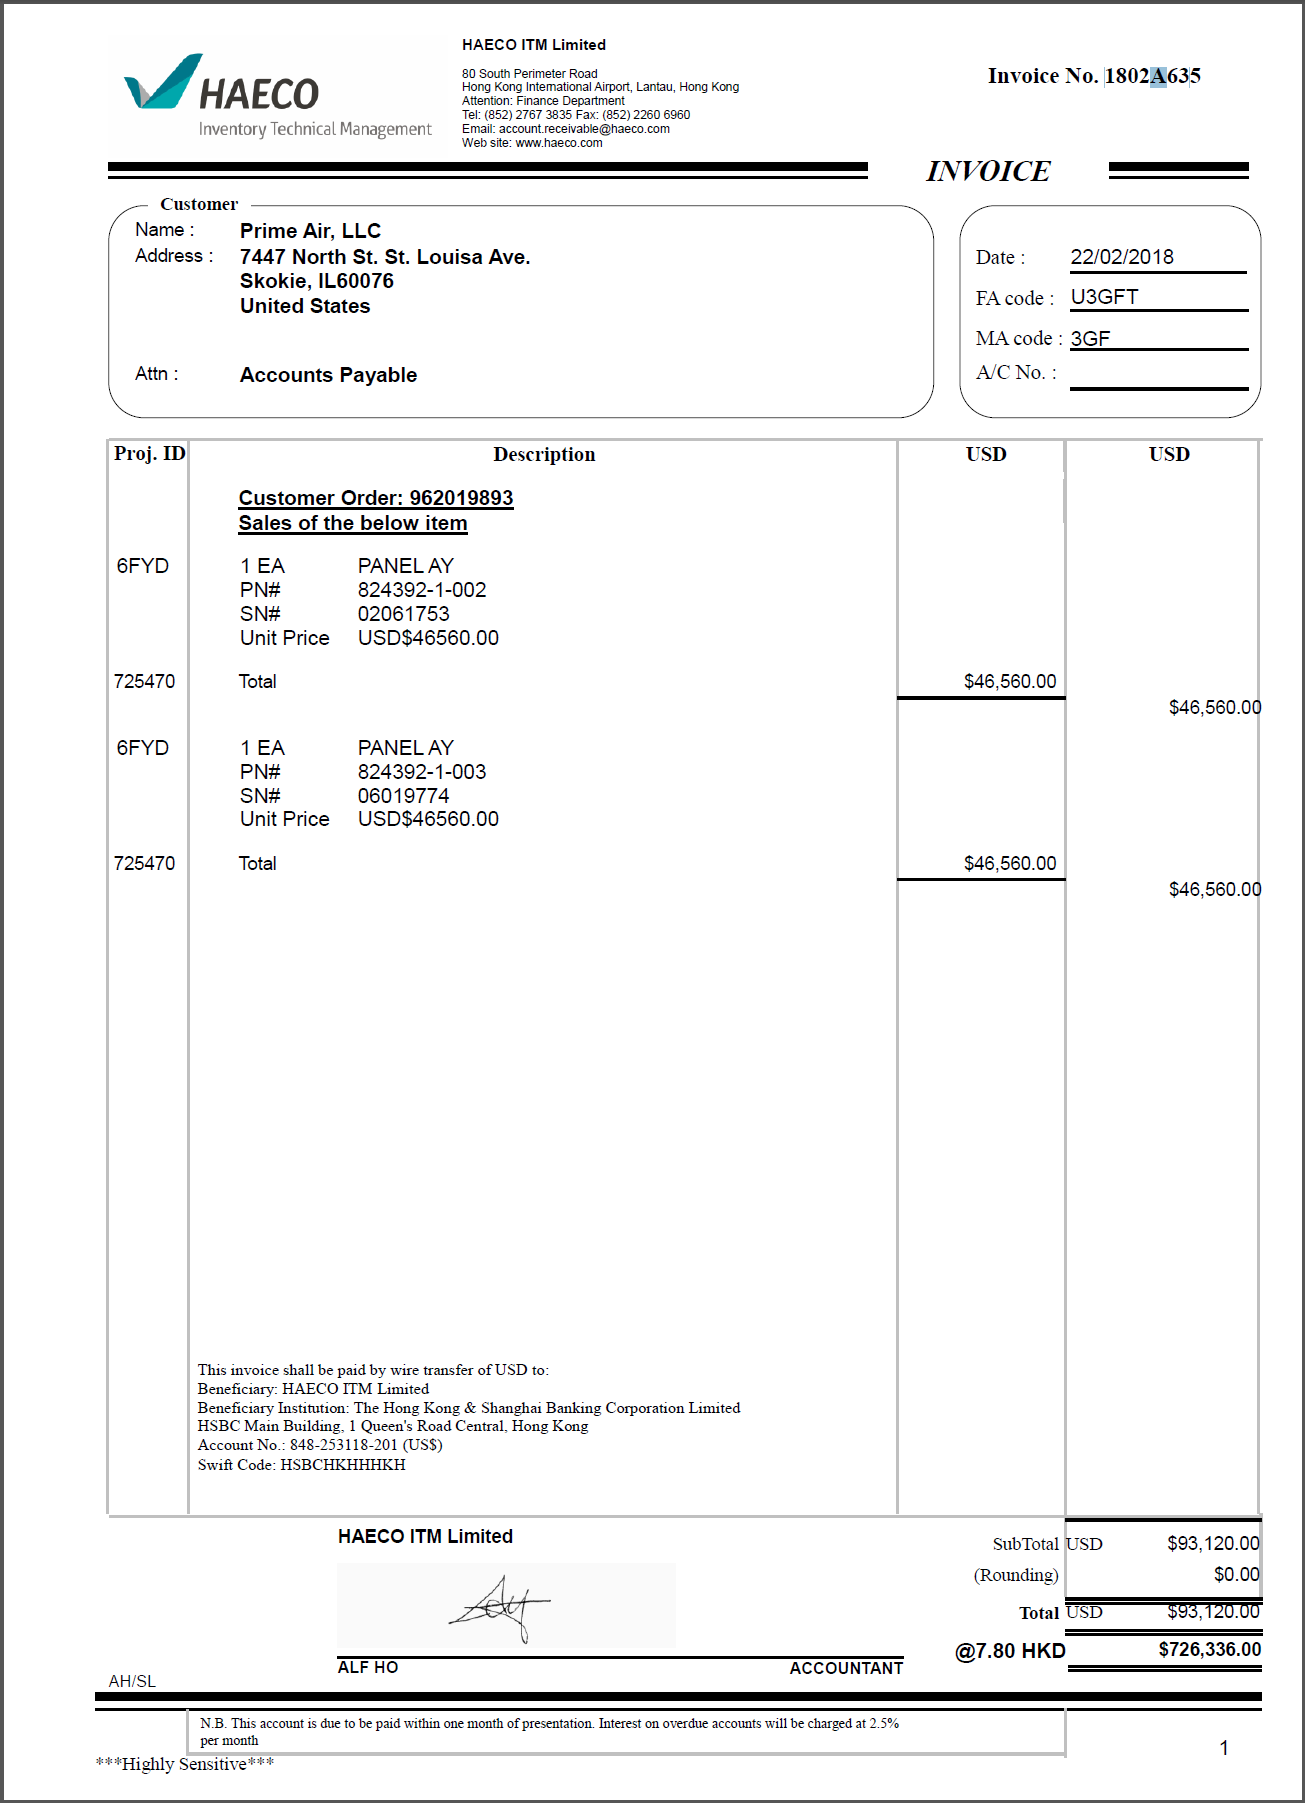 HAECO
Inventory Technical Management
HAECO ITM Limited
80 South Perimeter Road
Hong Kong International Airport, Lantau, Hong Kong
Attention: Finance Department
Tel: (852) 2767 3835 Fax: (852) 2260 6960
Email: account.receivable@haeco.com
Web site: www.haeco.com
Invoice No. 1802A635
INVOICE
Customer
Name : Prime Air, LLC
Address : 7447 North St. St. Louisa Ave.
Skokie, IL60076
United States
Attn : Accounts Payable
Date : 22/02/2018
FA code : U3GFT
MA code : 3GF
A/C No. :
Proj. ID Description USD USD
Customer Order: 962019893
Sales of the below item
6FYD 1 EA PANEL AY
PN# 824392-1-002
SN# 02061753
Unit Price USD$46560.00
725470 Total $46,560.00
$46,560.00
6FYD 1 EA PANEL AY
PN# 824392-1-003
SN# 06019774
Unit Price USD$46560.00
725470 Total $46,560.00
$46,560.00
This invoice shall be paid by wire transfer of USD to:
Beneficiary: HAECO ITM Limited
Beneficiary Institution: The Hong Kong & Shanghai Banking Corporation Limited
HSBC Main Building, 1 Queen's Road Central, Hong Kong
Account No.: 848-253118-201 (US$)
Swift Code: HSBCHKHHHKH
HAECO ITM Limited
SubTotal USD $93,120.00
(Rounding) $0.00
Total USD $93,120.00
@7.80 HKD $726,336.00
ALF HO ACCOUNTANT
AH/SL
N.B. This account is due to be paid within one month of presentation. Interest on overdue accounts will be charged at 2.5%
per month
1
***Highly Sensitive***